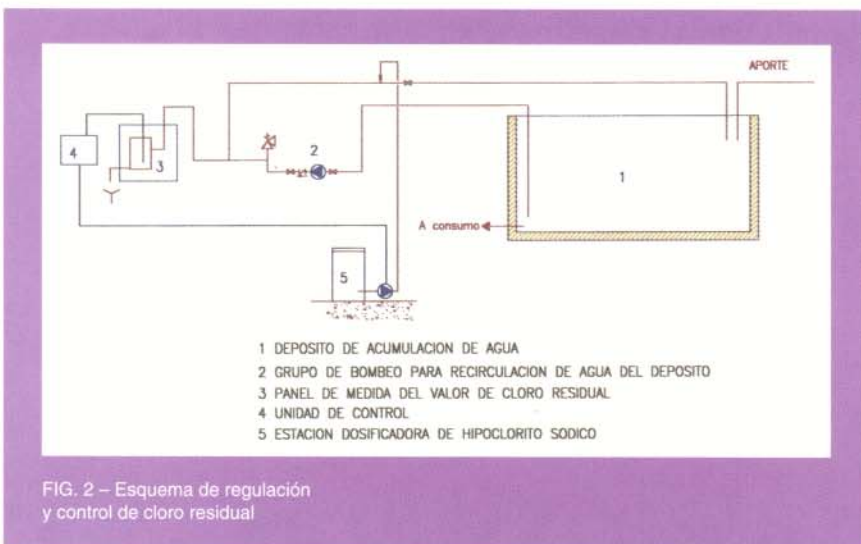 APORTE
4
3
2
1
A consumo
5
1 DEPOSITO DE ACUMULACION DE AGUA
2 GRUPO DE BOMBEO PARA RECIRCULACION DE AGUA DEL DEPOSITO
3 PANEL DE MEDIDA DEL VALOR DE CLORO RESIDUAL
4 UNIDAD DE CONTROL
5 ESTACION DOSIFICADORA DE HIPOCLORITO SODICO
FIG. 2 – Esquema de regulación
y control de cloro residual